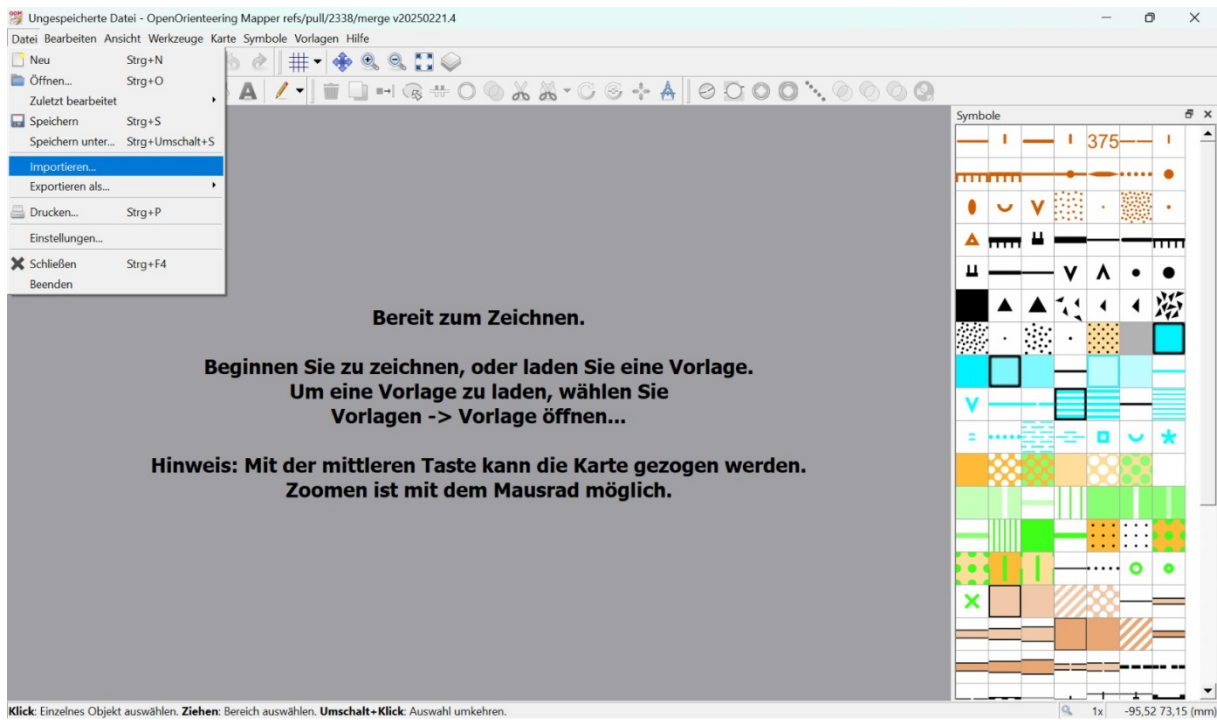 Ungespeicherte Datei - OpenOrienteering Mapper refs/pull/2338/merge v20250221.4
Datei Bearbeiten Ansicht Werkzeuge Karte Symbole Vorlagen Hilfe
Neu Strg+N
Öffnen... Strg+O
Zuletzt bearbeitet
Speichern Strg+S
Speichern unter... Strg+Umschalt+S
Importieren...
Exportieren als...
Drucken... Strg+P
Einstellungen...
Schließen Strg+F4
Beenden
Symbole
375
Bereit zum Zeichnen.
Beginnen Sie zu zeichnen, oder laden Sie eine Vorlage.
Um eine Vorlage zu laden, wählen Sie
Vorlagen -> Vorlage öffnen...
Hinweis: Mit der mittleren Taste kann die Karte gezogen werden.
Zoomen ist mit dem Mausrad möglich.
Klick: Einzelnes Objekt auswählen. Ziehen: Bereich auswählen. Umschalt+Klick: Auswahl umkehren.
1x -95,52 73,15 (mm)